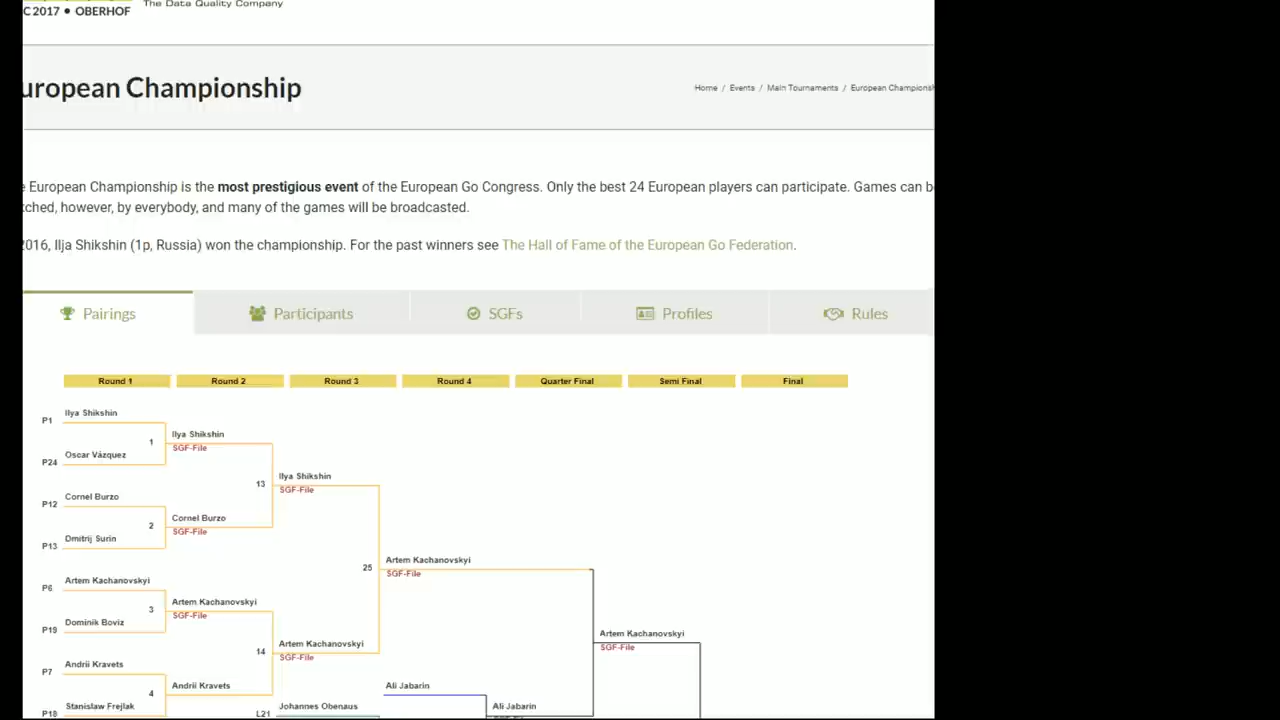 C 2017 • OBERHOF
The Data Quality Company
uropean Championship
Home / Events / Main Tournaments / European Championsh
e European Championship is the most prestigious event of the European Go Congress. Only the best 24 European players can participate. Games can b
ched, however, by everybody, and many of the games will be broadcasted.
2016, Ilja Shikshin (1p, Russia) won the championship. For the past winners see The Hall of Fame of the European Go Federation.
Pairings
Participants
SGFs
Profiles
Rules
Round 1
Round 2
Round 3
Round 4
Quarter Final
Semi Final
Final
P1
Ilya Shikshin
1
Ilya Shikshin
SGF-File
P24
Oscar Vázquez
13
Ilya Shikshin
SGF-File
P12
Cornel Burzo
2
Cornel Burzo
SGF-File
P13
Dmitrij Surin
25
Artem Kachanovskyi
SGF-File
P6
Artem Kachanovskyi
3
Artem Kachanovskyi
SGF-File
P19
Dominik Boviz
14
Artem Kachanovskyi
SGF-File
Artem Kachanovskyi
SGF-File
P7
Andrii Kravets
4
Andrii Kravets
Ali Jabarin
P18
Stanislaw Frejlak
L21
Johannes Obenaus
Ali Jabarin